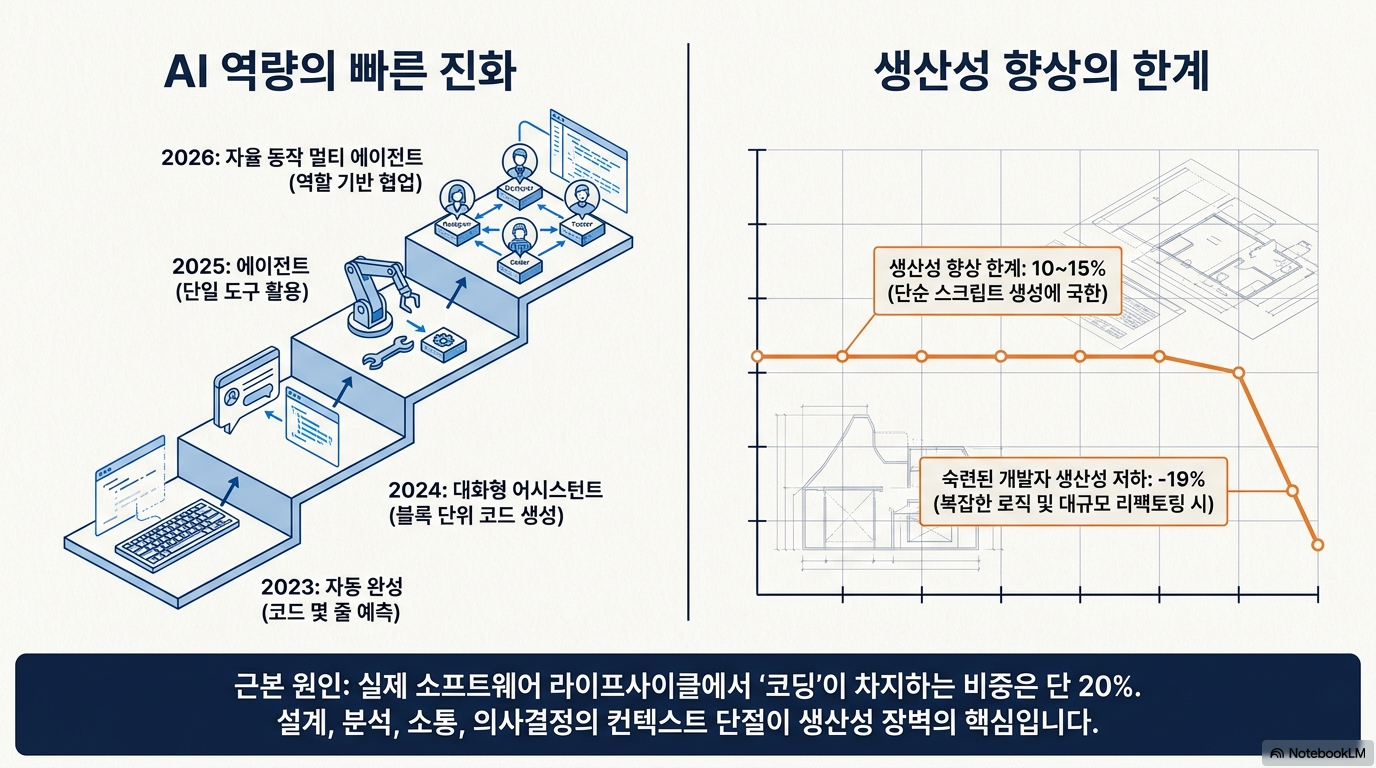 AI 역량의 빠른 진화
2026: 자율 동작 멀티 에이전트
(역할 기반 협업)
2025: 에이전트
(단일 도구 활용)
2024: 대화형 어시스턴트
(블록 단위 코드 생성)
2023: 자동 완성
(코드 몇 줄 예측)
생산성 향상의 한계
생산성 향상 한계: 10~15%
(단순 스크립트 생성에 국한)
숙련된 개발자 생산성 저하: -19%
(복잡한 로직 및 대규모 리팩토링 시)
근본 원인: 실제 소프트웨어 라이프사이클에서 ‘코딩’이 차지하는 비중은 단 20%.
설계, 분석, 소통, 의사결정의 컨텍스트 단절이 생산성 장벽의 핵심입니다.
NotebookLM